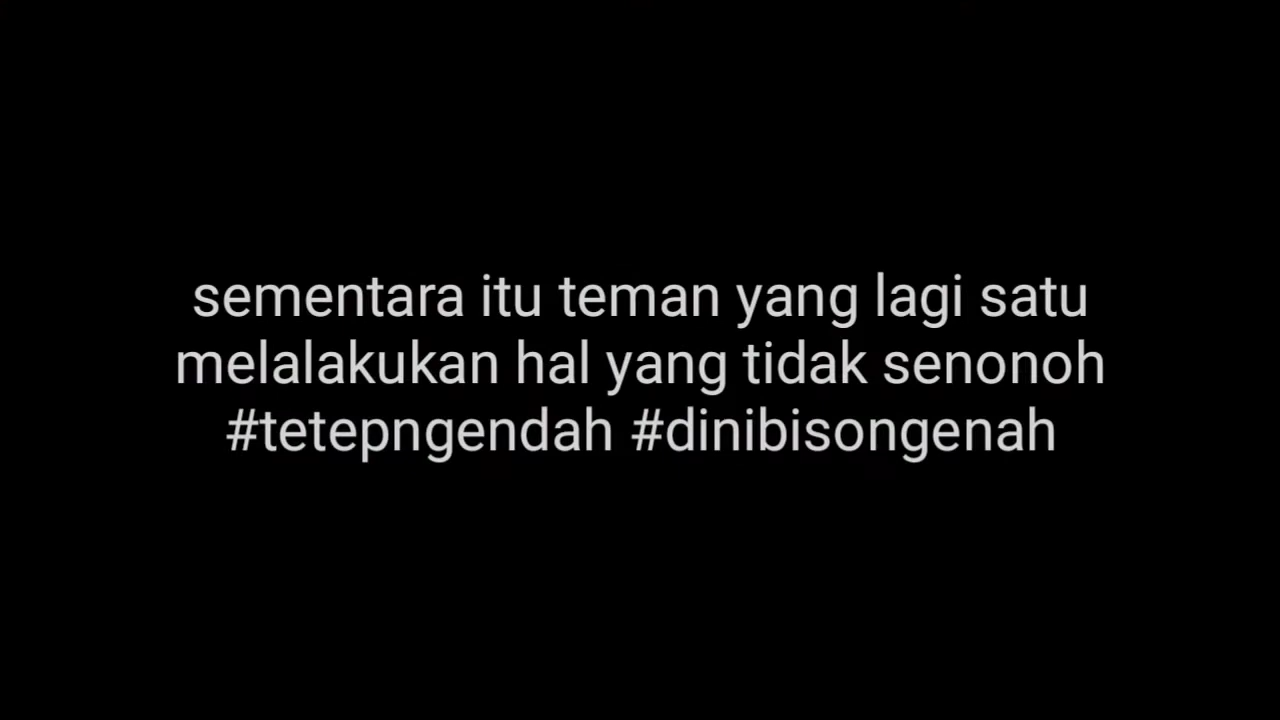 sementara itu teman yang lagi satu
melalakukan hal yang tidak senonoh
#tetepngendah #dinibisongenah